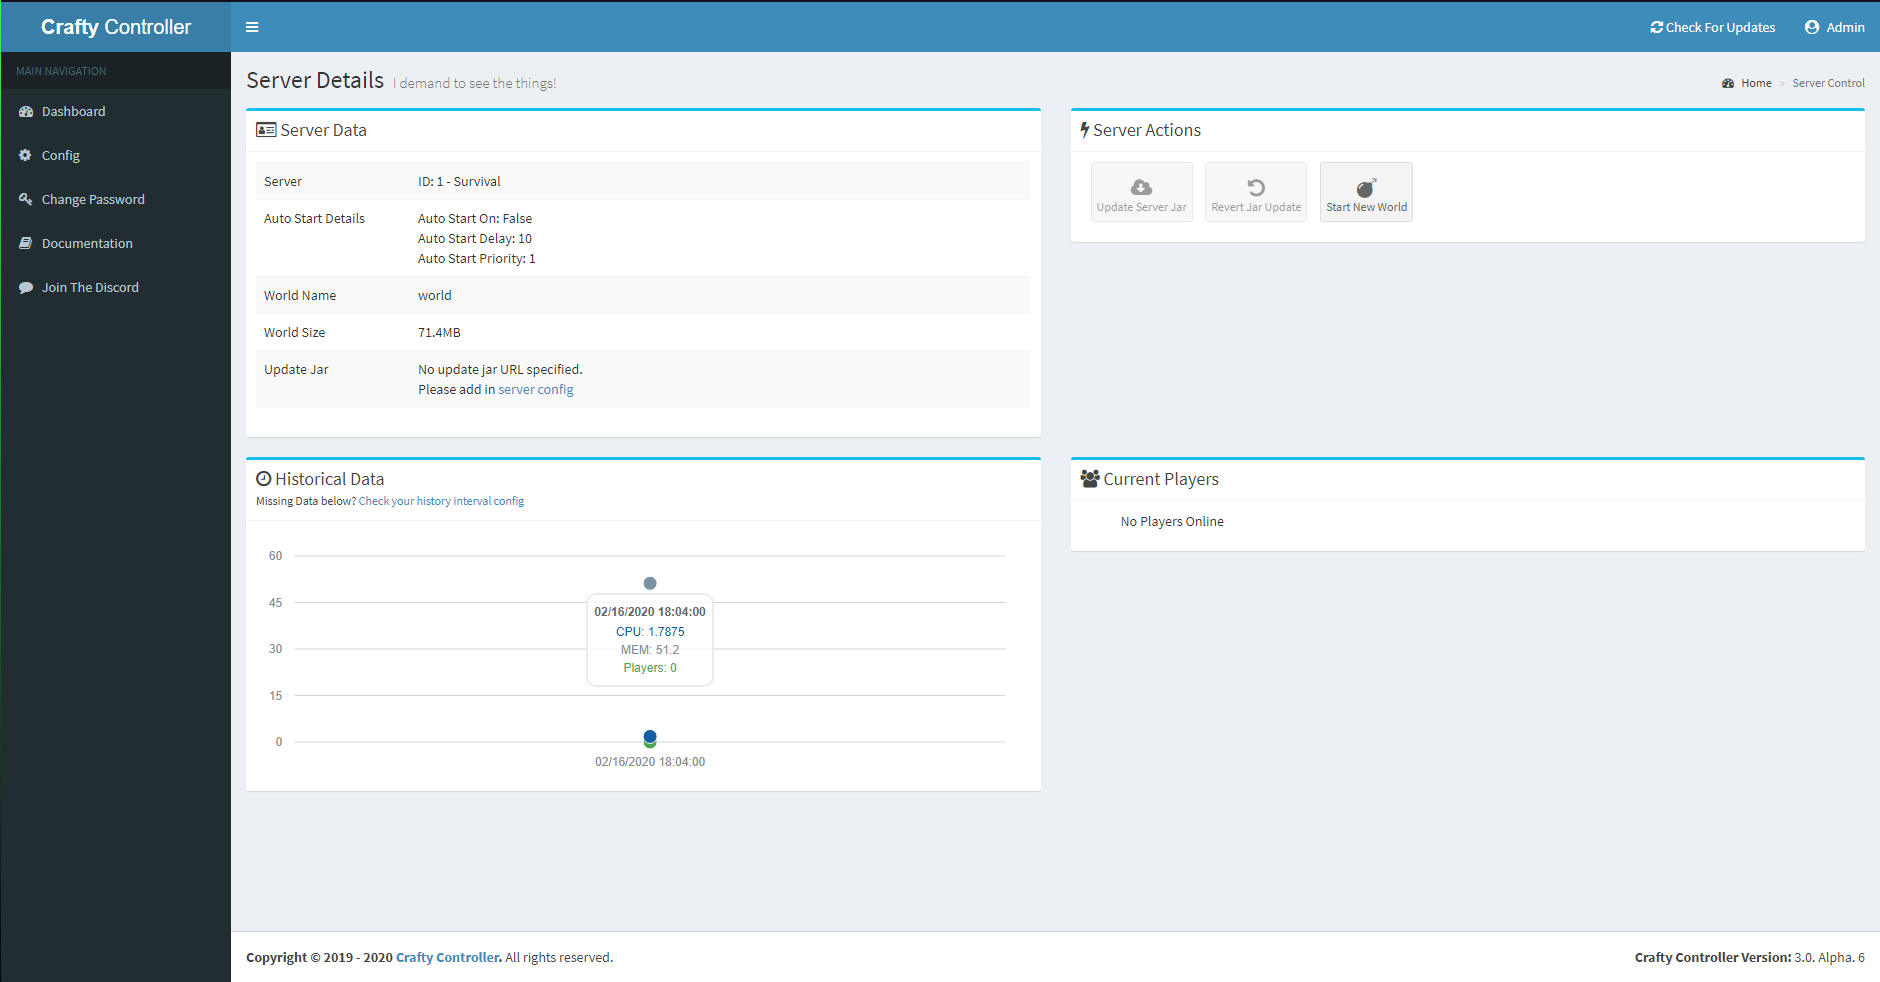 Crafty Controller
Check For Updates
Admin
MAIN NAVIGATION
Dashboard
Config
Change Password
Documentation
Join The Discord
Server Details I demand to see the things!
Home > Server Control
Server Data
Server ID: 1 - Survival
Auto Start Details Auto Start On: False
Auto Start Delay: 10
Auto Start Priority: 1
World Name world
World Size 71.4MB
Update Jar No update jar URL specified.
Please add in server config
Server Actions
Update Server Jar
Revert Jar Update
Start New World
Historical Data
Missing Data below? Check your history interval config
60
45
30
15
0
02/16/2020 18:04:00
CPU: 1.7875
MEM: 51.2
Players: 0
02/16/2020 18:04:00
Current Players
No Players Online
Copyright © 2019 - 2020 Crafty Controller. All rights reserved.
Crafty Controller Version: 3.0. Alpha. 6